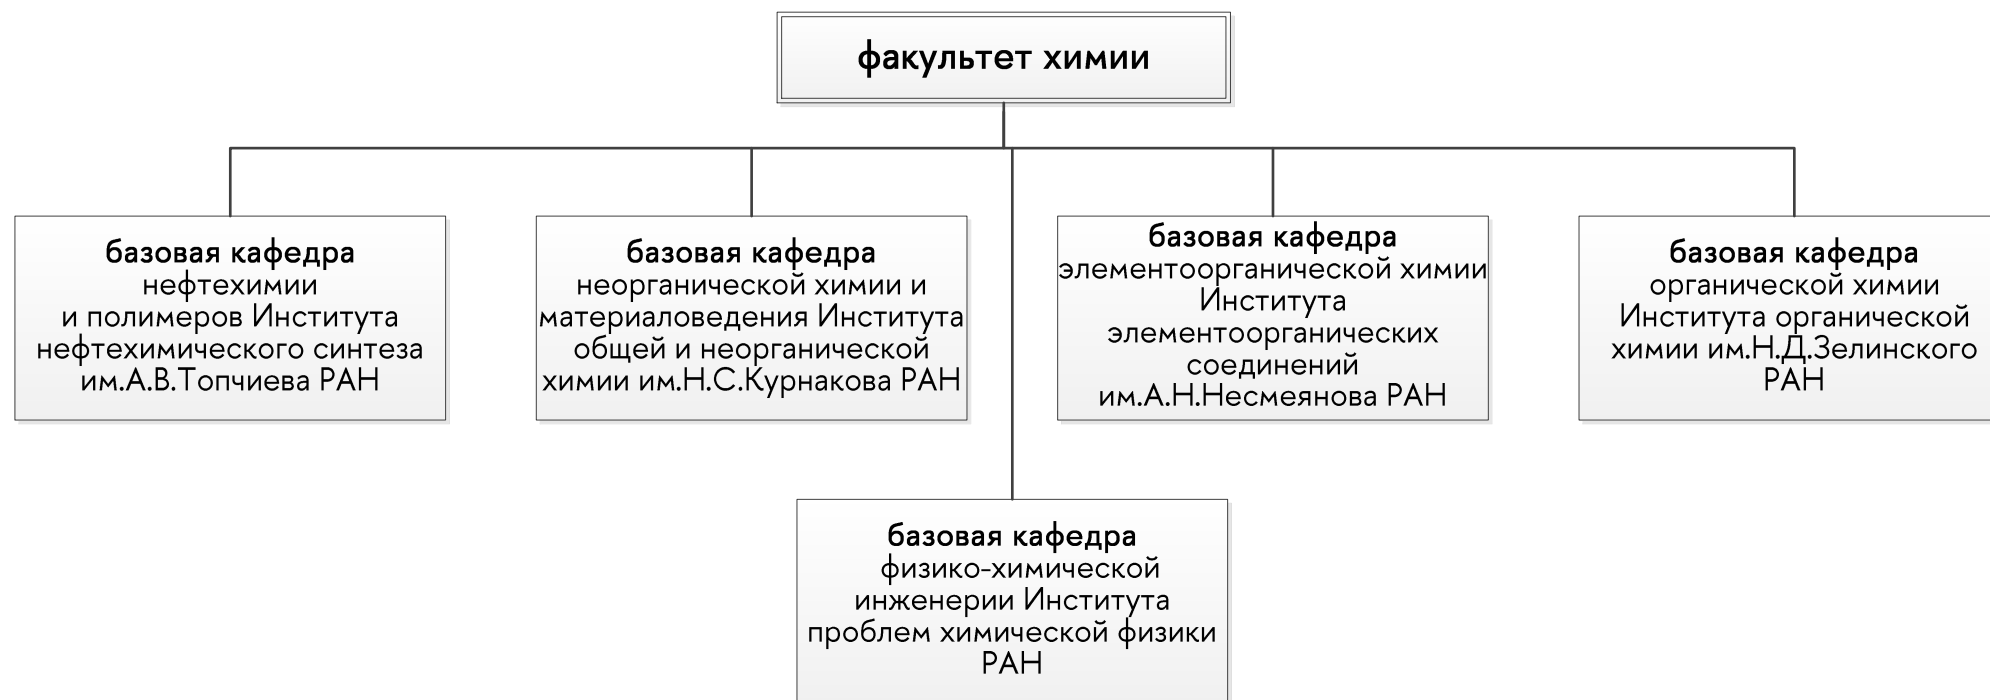 факультет химии
базовая кафедра
нефтехимии
и полимеров Института
нефтехимического синтеза
им.А.В.Топчиева РАН
базовая кафедра
неорганической химии и
материаловедения Института
общей и неорганической
химии им.Н.С.Курнакова РАН
базовая кафедра
элементоорганической химии
Института
элементоорганических
соединений
им.А.Н.Несмеянова РАН
базовая кафедра
органической химии
Института органической
химии им.Н.Д.Зелинского
РАН
базовая кафедра
физико-химической
инженерии Института
проблем химической физики
РАН